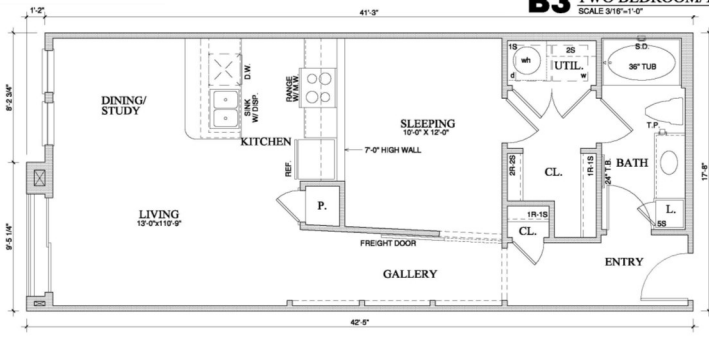 B3
SCALE 3/16"=1'-0"
1'-2"
41'-3"
8'-2 3/4"
9'-5 1/4"
17'-8"
42'-5"
DINING/
STUDY
D.W.
SINK
W/ DISP.
RANGE
W/ M.W.
KITCHEN
REF.
SLEEPING
10'-0" X 12'-0"
7'-0" HIGH WALL
1S
wh
2S
UTIL.
d
w
S.D.
36" TUB
T.P.
BATH
24" T.B.
2R-2S
CL.
1R-1S
P.
1R-1S
CL.
L.
5S
LIVING
13'-0"x110'-9"
FREIGHT DOOR
GALLERY
ENTRY